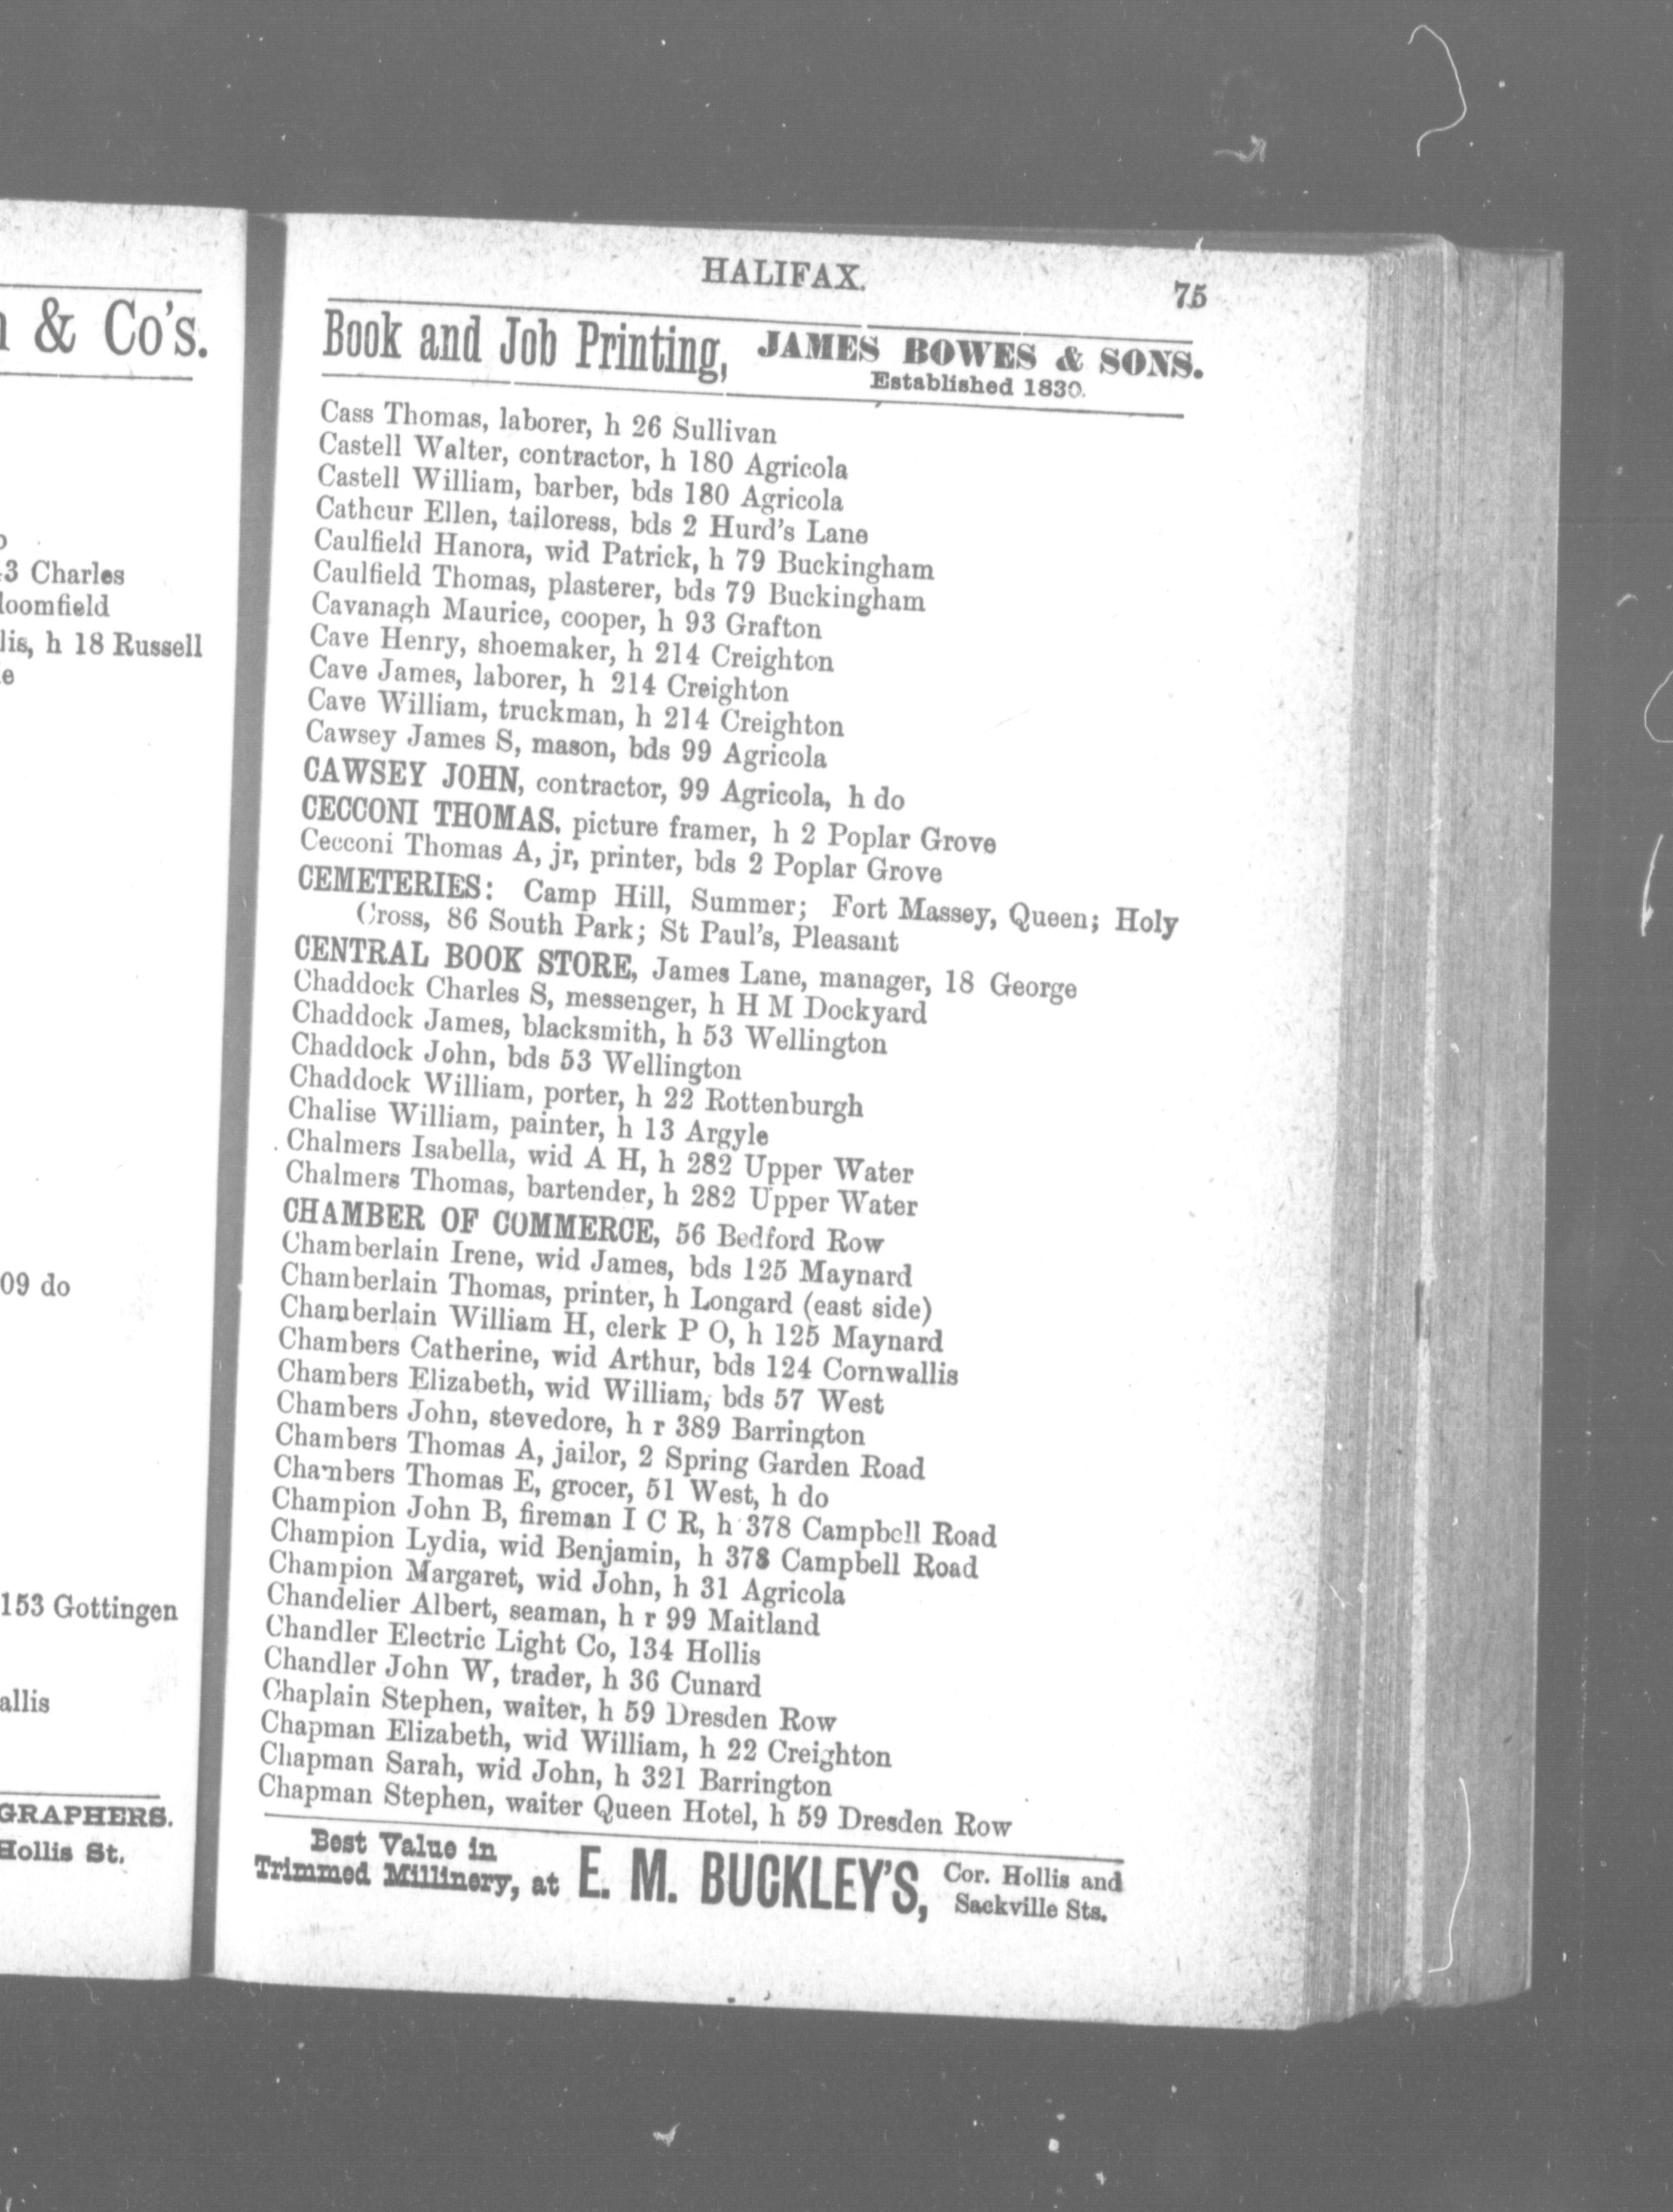 & Co's.
3 Charles
loomfield
lis, h 18 Russell
e
09 do
153 Gottingen
allis
GRAPHERS.
Hollis St.
HALIFAX.
75
Book and Job Printing, JAMES BOWES & SONS.
Established 1830.
Cass Thomas, laborer, h 26 Sullivan
Castell Walter, contractor, h 180 Agricola
Castell William, barber, bds 180 Agricola
Cathcur Ellen, tailoress, bds 2 Hurd's Lane
Caulfield Hanora, wid Patrick, h 79 Buckingham
Caulfield Thomas, plasterer, bds 79 Buckingham
Cavanagh Maurice, cooper, h 93 Grafton
Cave Henry, shoemaker, h 214 Creighton
Cave James, laborer, h 214 Creighton
Cave William, truckman, h 214 Creighton
Cawsey James S, mason, bds 99 Agricola
CAWSEY JOHN, contractor, 99 Agricola, h do
CECCONI THOMAS, picture framer, h 2 Poplar Grove
Cecconi Thomas A, jr, printer, bds 2 Poplar Grove
CEMETERIES: Camp Hill, Summer; Fort Massey, Queen; Holy
Cross, 86 South Park; St Paul's, Pleasant
CENTRAL BOOK STORE, James Lane, manager, 18 George
Chaddock Charles S, messenger, h H M Dockyard
Chaddock James, blacksmith, h 53 Wellington
Chaddock John, bds 53 Wellington
Chaddock William, porter, h 22 Rottenburgh
Chalise William, painter, h 13 Argyle
Chalmers Isabella, wid A H, h 282 Upper Water
Chalmers Thomas, bartender, h 282 Upper Water
CHAMBER OF COMMERCE, 56 Bedford Row
Chamberlain Irene, wid James, bds 125 Maynard
Chamberlain Thomas, printer, h Longard (east side)
Chamberlain William H, clerk P O, h 125 Maynard
Chambers Catherine, wid Arthur, bds 124 Cornwallis
Chambers Elizabeth, wid William, bds 57 West
Chambers John, stevedore, h r 389 Barrington
Chambers Thomas A, jailor, 2 Spring Garden Road
Chambers Thomas E, grocer, 51 West, h do
Champion John B, fireman I C R, h 378 Campbell Road
Champion Lydia, wid Benjamin, h 378 Campbell Road
Champion Margaret, wid John, h 31 Agricola
Chandelier Albert, seaman, h r 99 Maitland
Chandler Electric Light Co, 134 Hollis
Chandler John W, trader, h 36 Cunard
Chaplain Stephen, waiter, h 59 Dresden Row
Chapman Elizabeth, wid William, h 22 Creighton
Chapman Sarah, wid John, h 321 Barrington
Chapman Stephen, waiter Queen Hotel, h 59 Dresden Row
Best Value in
Trimmed Millinery, at E. M. BUCKLEY'S, Cor. Hollis and
Sackville Sts.